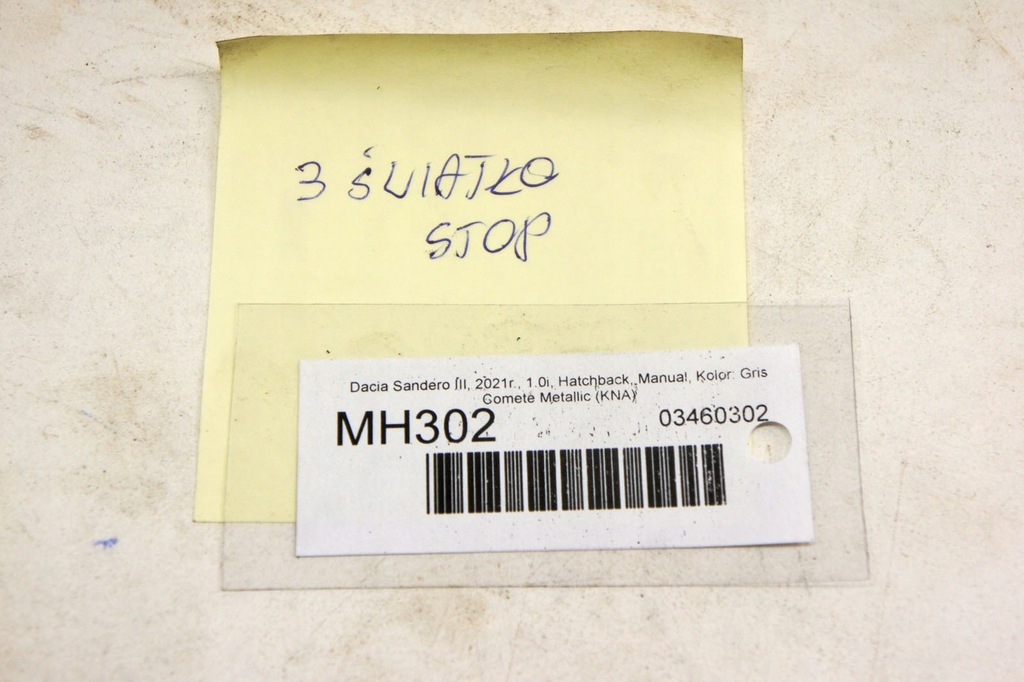 3 ŚWIATŁO
STOP
Dacia Sandero III, 2021r., 1.0i, Hatchback, Manual, Kolor: Gris
Comete Metallic (KNA)
MH302
03460302